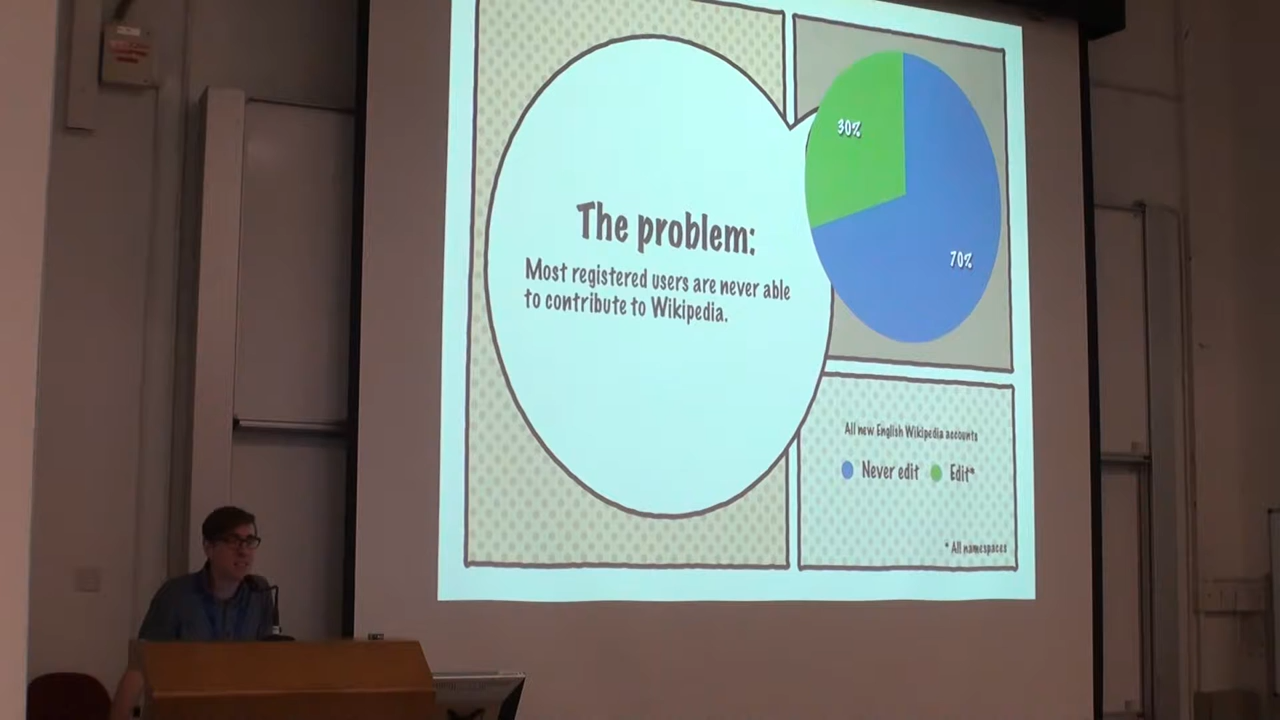 The problem:
Most registered users are never able
to contribute to Wikipedia.
30%
70%
All new English Wikipedia accounts
Never edit
Edit*
* All namespaces